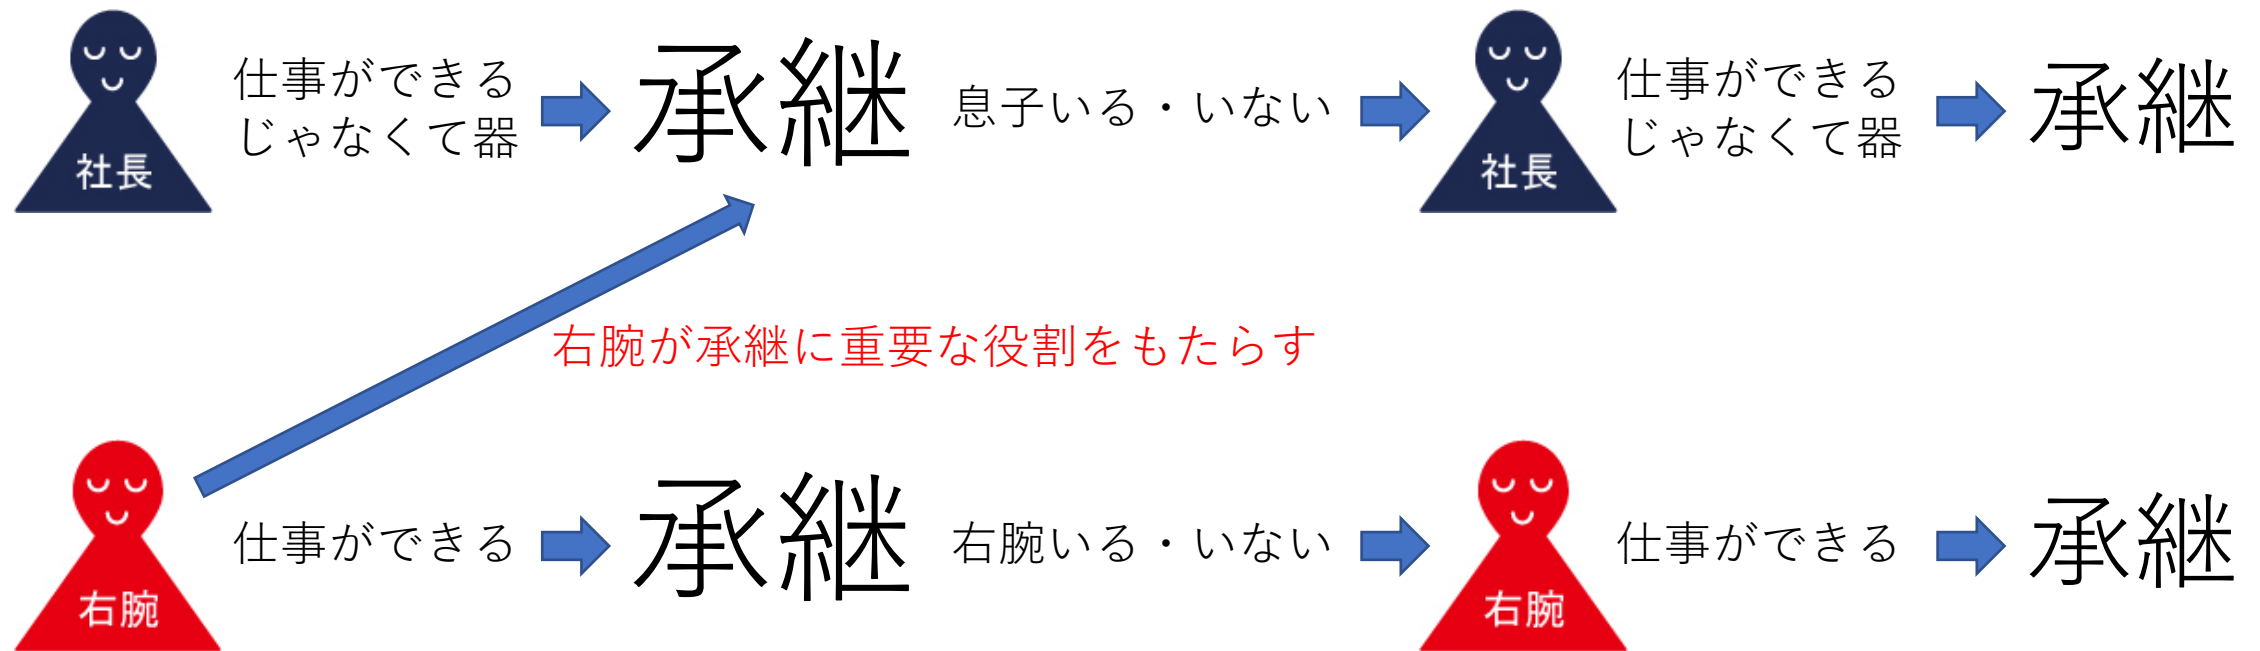 社長
仕事ができる
じゃなくて器
承継
息子いる・いない
社長
仕事ができる
じゃなくて器
承継
右腕が承継に重要な役割をもたらす
右腕
仕事ができる
承継
右腕いる・いない
右腕
仕事ができる
承継